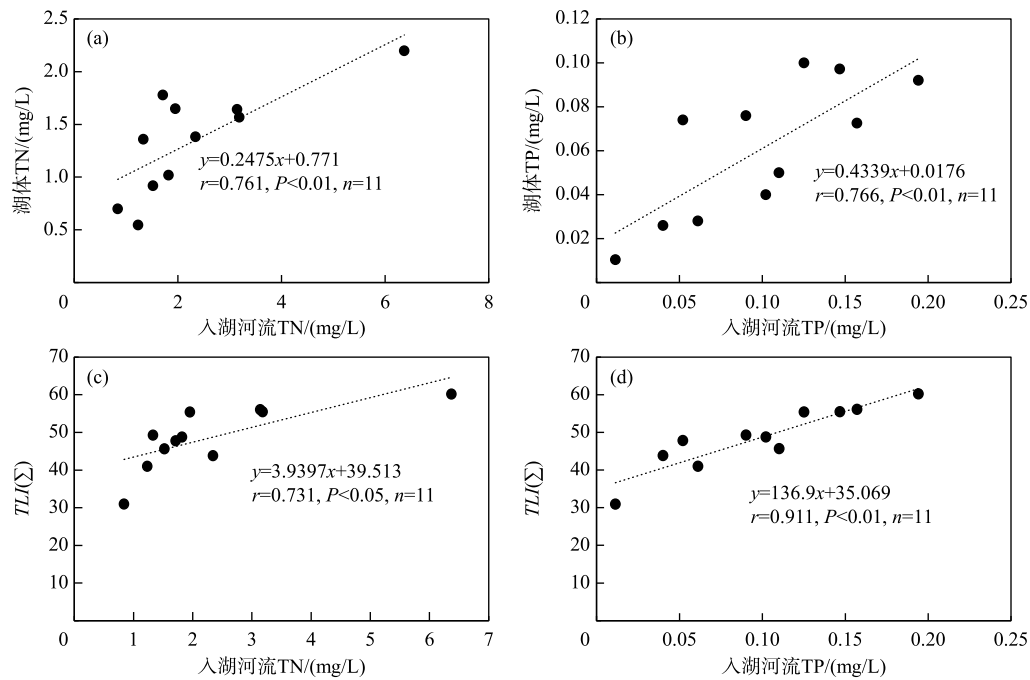 (a)
湖体TN/(mg/L)
2.5
2.0
1.5
1.0
0.5
0
2
4
6
8
y=0.2475x+0.771
r=0.761, P<0.01, n=11
入湖河流TN/(mg/L)
(b)
湖体TP/(mg/L)
0.12
0.10
0.08
0.06
0.04
0.02
0
0.05
0.10
0.15
0.20
0.25
y=0.4339x+0.0176
r=0.766, P<0.01, n=11
入湖河流TP/(mg/L)
(c)
TLI(∑)
70
60
50
40
30
20
10
0
1
2
3
4
5
6
7
y=3.9397x+39.513
r=0.731, P<0.05, n=11
入湖河流TN/(mg/L)
(d)
TLI(∑)
70
60
50
40
30
20
10
0
0.05
0.10
0.15
0.20
0.25
y=136.9x+35.069
r=0.911, P<0.01, n=11
入湖河流TP/(mg/L)